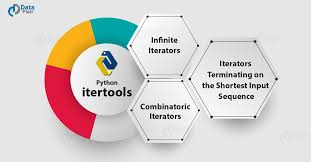 Data
Flair
Python
itertools
Infinite
Iterators
Combinatoric
Iterators
Iterators
Terminating on
the Shortest Input
Sequence